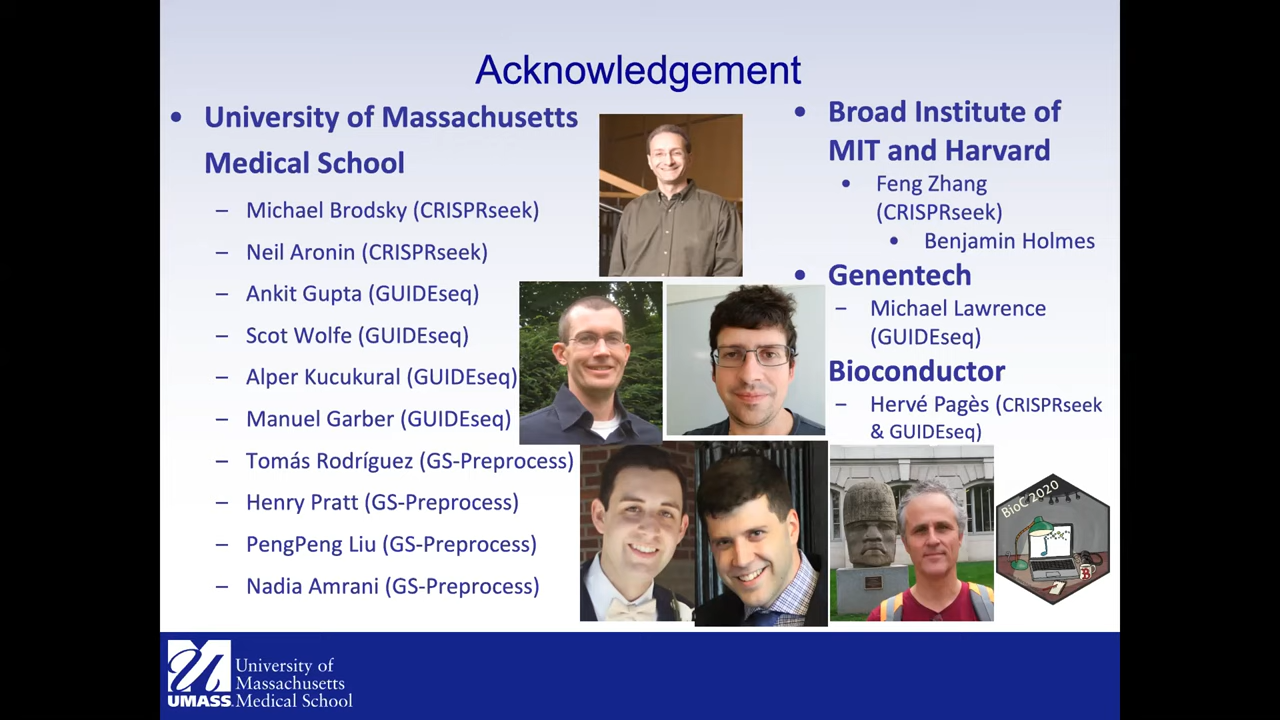 Acknowledgement
• University of Massachusetts
Medical School
– Michael Brodsky (CRISPRseek)
– Neil Aronin (CRISPRseek)
– Ankit Gupta (GUIDEseq)
– Scot Wolfe (GUIDEseq)
– Alper Kucukural (GUIDEseq)
– Manuel Garber (GUIDEseq)
– Tomás Rodríguez (GS-Preprocess)
– Henry Pratt (GS-Preprocess)
– PengPeng Liu (GS-Preprocess)
– Nadia Amrani (GS-Preprocess)
• Broad Institute of
MIT and Harvard
• Feng Zhang
(CRISPRseek)
• Benjamin Holmes
• Genentech
– Michael Lawrence
(GUIDEseq)
Bioconductor
– Hervé Pagès (CRISPRseek
& GUIDEseq)
BioC 2020
B
UMASS
University of
Massachusetts
Medical School